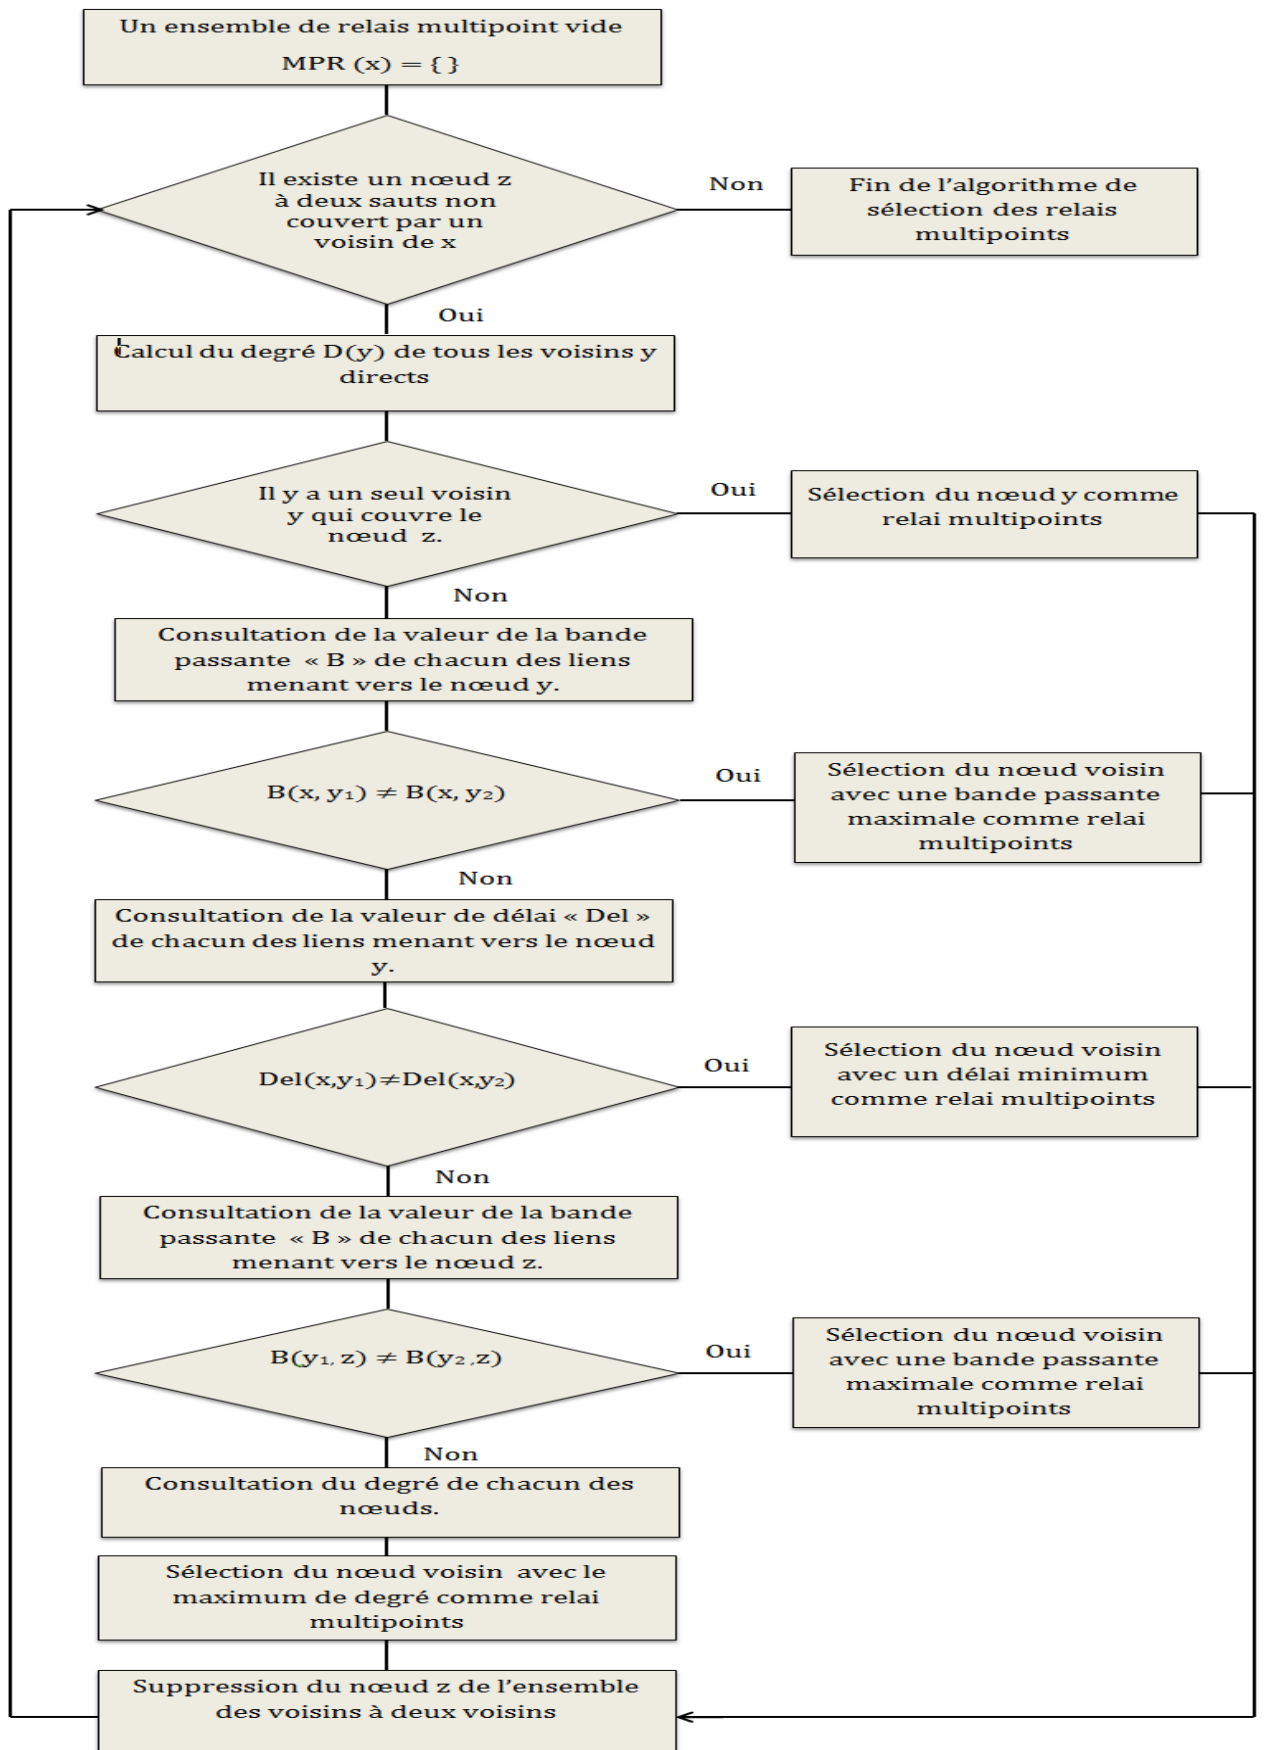 Un ensemble de relais multipoint vide
MPR (x) = { }
Il existe un nœud z
à deux sauts non
couvert par un
voisin de x
Non
Fin de l'algorithme de
sélection des relais
multipoints
Oui
Calcul du degré D(y) de tous les voisins y
directs
Il y a un seul voisin
y qui couvre le
nœud z.
Oui
Sélection du nœud y comme
relai multipoints
Non
Consultation de la valeur de la bande
passante « B » de chacun des liens
menant vers le nœud y.
B(x, y₁) ≠ B(x, y₂)
Oui
Sélection du nœud voisin
avec une bande passante
maximale comme relai
multipoints
Non
Consultation de la valeur de délai « Del »
de chacun des liens menant vers le nœud
y.
Del(x,y₁)≠Del(x,y₂)
Oui
Sélection du nœud voisin
avec un délai minimum
comme relai multipoints
Non
Consultation de la valeur de la bande
passante « B » de chacun des liens
menant vers le nœud z.
B(y₁, z) ≠ B(y₂ ,z)
Oui
Sélection du nœud voisin
avec une bande passante
maximale comme relai
multipoints
Non
Consultation du degré de chacun des
nœuds.
Sélection du nœud voisin avec le
maximum de degré comme relai
multipoints
Suppression du nœud z de l'ensemble
des voisins à deux voisins